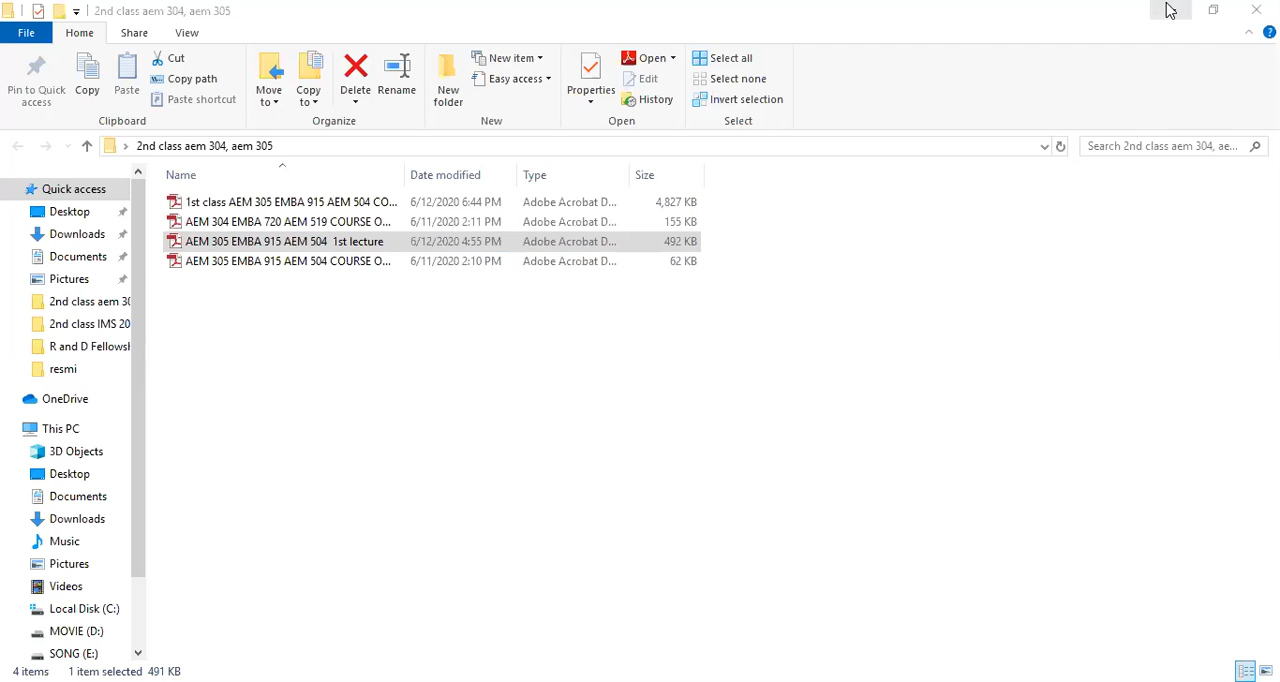 2nd class aem 304, aem 305
File Home Share View
Pin to Quick access
Copy
Paste
Cut
Copy path
Paste shortcut
Clipboard
Move to
Copy to
Delete
Rename
Organize
New folder
New item
Easy access
New
Properties
Open
Edit
History
Open
Select all
Select none
Invert selection
Select
2nd class aem 304, aem 305
Search 2nd class aem 304, ae...
Name Date modified Type Size
1st class AEM 305 EMBA 915 AEM 504 CO... 6/12/2020 6:44 PM Adobe Acrobat D... 4,827 KB
AEM 304 EMBA 720 AEM 519 COURSE O... 6/11/2020 2:11 PM Adobe Acrobat D... 155 KB
AEM 305 EMBA 915 AEM 504 1st lecture 6/12/2020 4:55 PM Adobe Acrobat D... 492 KB
AEM 305 EMBA 915 AEM 504 COURSE O... 6/11/2020 2:10 PM Adobe Acrobat D... 62 KB
Quick access
Desktop
Downloads
Documents
Pictures
2nd class aem 30
2nd class IMS 20
R and D Fellowsh
resmi
OneDrive
This PC
3D Objects
Desktop
Documents
Downloads
Music
Pictures
Videos
Local Disk (C:)
MOVIE (D:)
SONG (E:)
4 items 1 item selected 491 KB